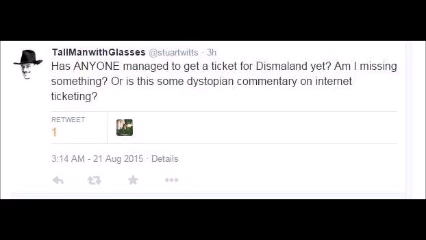 TallManwithGlasses @stuartwitts · 3h
Has ANYONE managed to get a ticket for Dismaland yet? Am I missing
something? Or is this some dystopian commentary on internet
ticketing?
RETWEET
1
3:14 AM - 21 Aug 2015 · Details